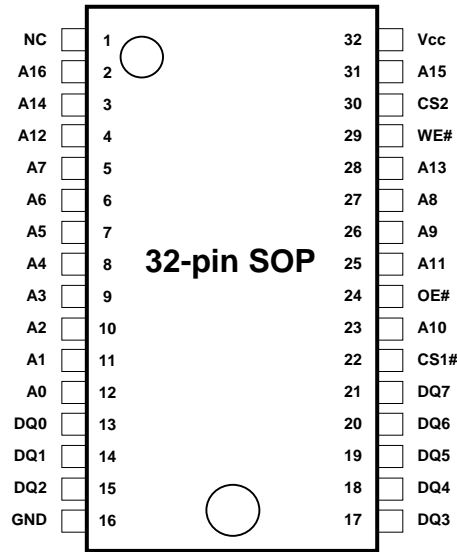 NC 1 32 Vcc
A16 2 31 A15
A14 3 30 CS2
A12 4 29 WE#
A7 5 28 A13
A6 6 27 A8
A5 7 26 A9
A4 8 32-pin SOP 25 A11
A3 9 24 OE#
A2 10 23 A10
A1 11 22 CS1#
A0 12 21 DQ7
DQ0 13 20 DQ6
DQ1 14 19 DQ5
DQ2 15 18 DQ4
GND 16 17 DQ3